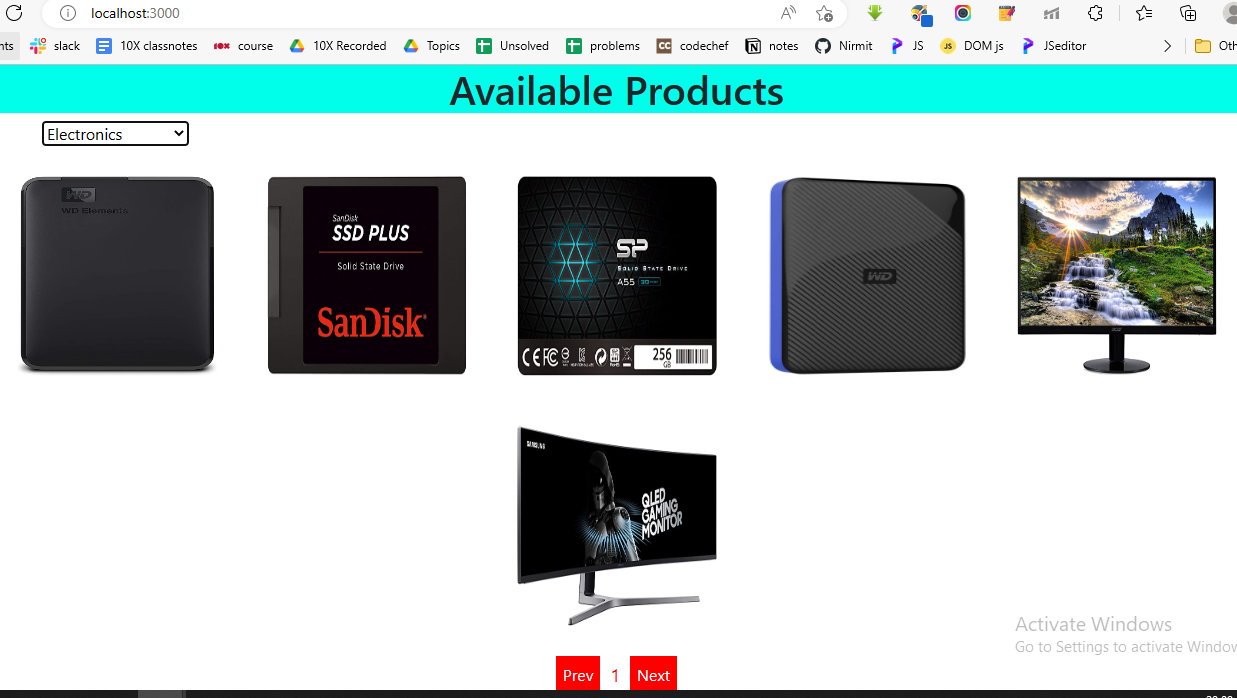 localhost:3000
nts slack 10X classnotes course 10X Recorded Topics Unsolved problems codechef notes Nirmit JS DOM js JSeditor Oth
Available Products
Electronics
WD
WD Elements
SanDisk
SSD PLUS
Solid State Drive
SanDisk
SP
SOLID STATE DRIVE
A55
256
GB
WD
acer
SAMSUNG
QLED
GAMING
MONITOR
Activate Windows
Go to Settings to activate Window
Prev 1 Next